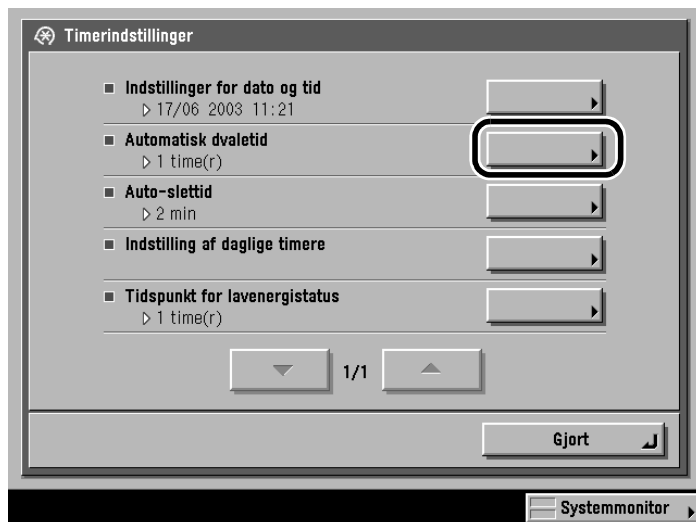 Timerindstillinger
Indstillinger for dato og tid
17/06 2003 11:21
Automatisk dvaletid
1 time(r)
Auto-slettid
2 min
Indstilling af daglige timere
Tidspunkt for lavenergistatus
1 time(r)
1/1
Gjort
Systemmonitor